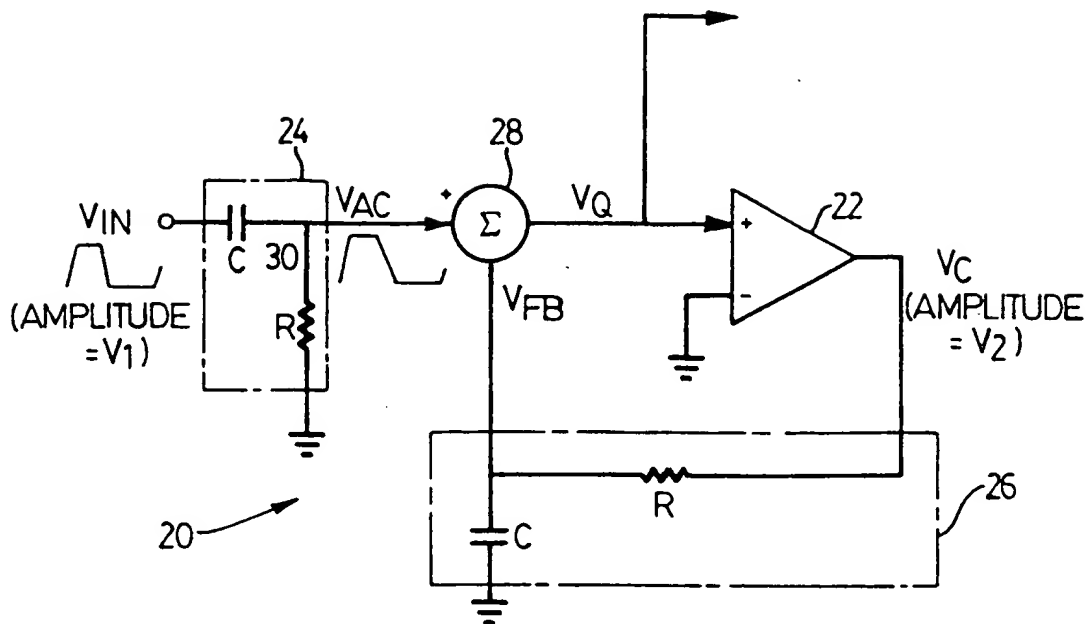 24
28
VIN
C
30
VAC
+
Σ
VQ
22
+
-
R
(AMPLITUDE
=V1)
VFB
VC
(AMPLITUDE
=V2)
R
C
20
26